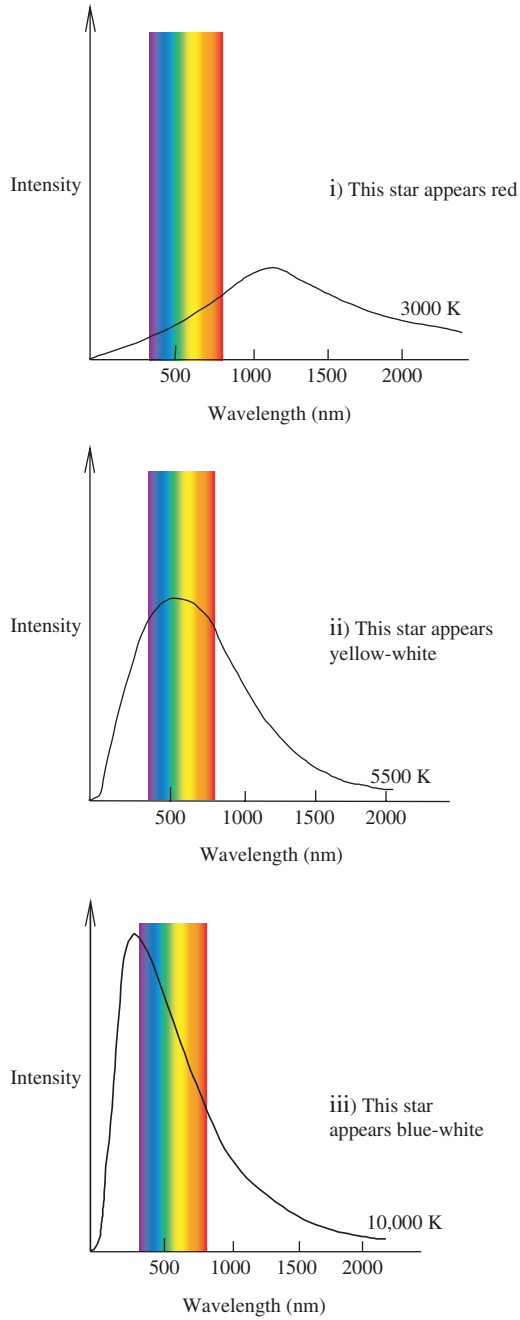 Intensity
i) This star appears red
3000 K
500 1000 1500 2000
Wavelength (nm)
Intensity
ii) This star appears
yellow-white
5500 K
500 1000 1500 2000
Wavelength (nm)
Intensity
iii) This star
appears blue-white
10,000 K
500 1000 1500 2000
Wavelength (nm)